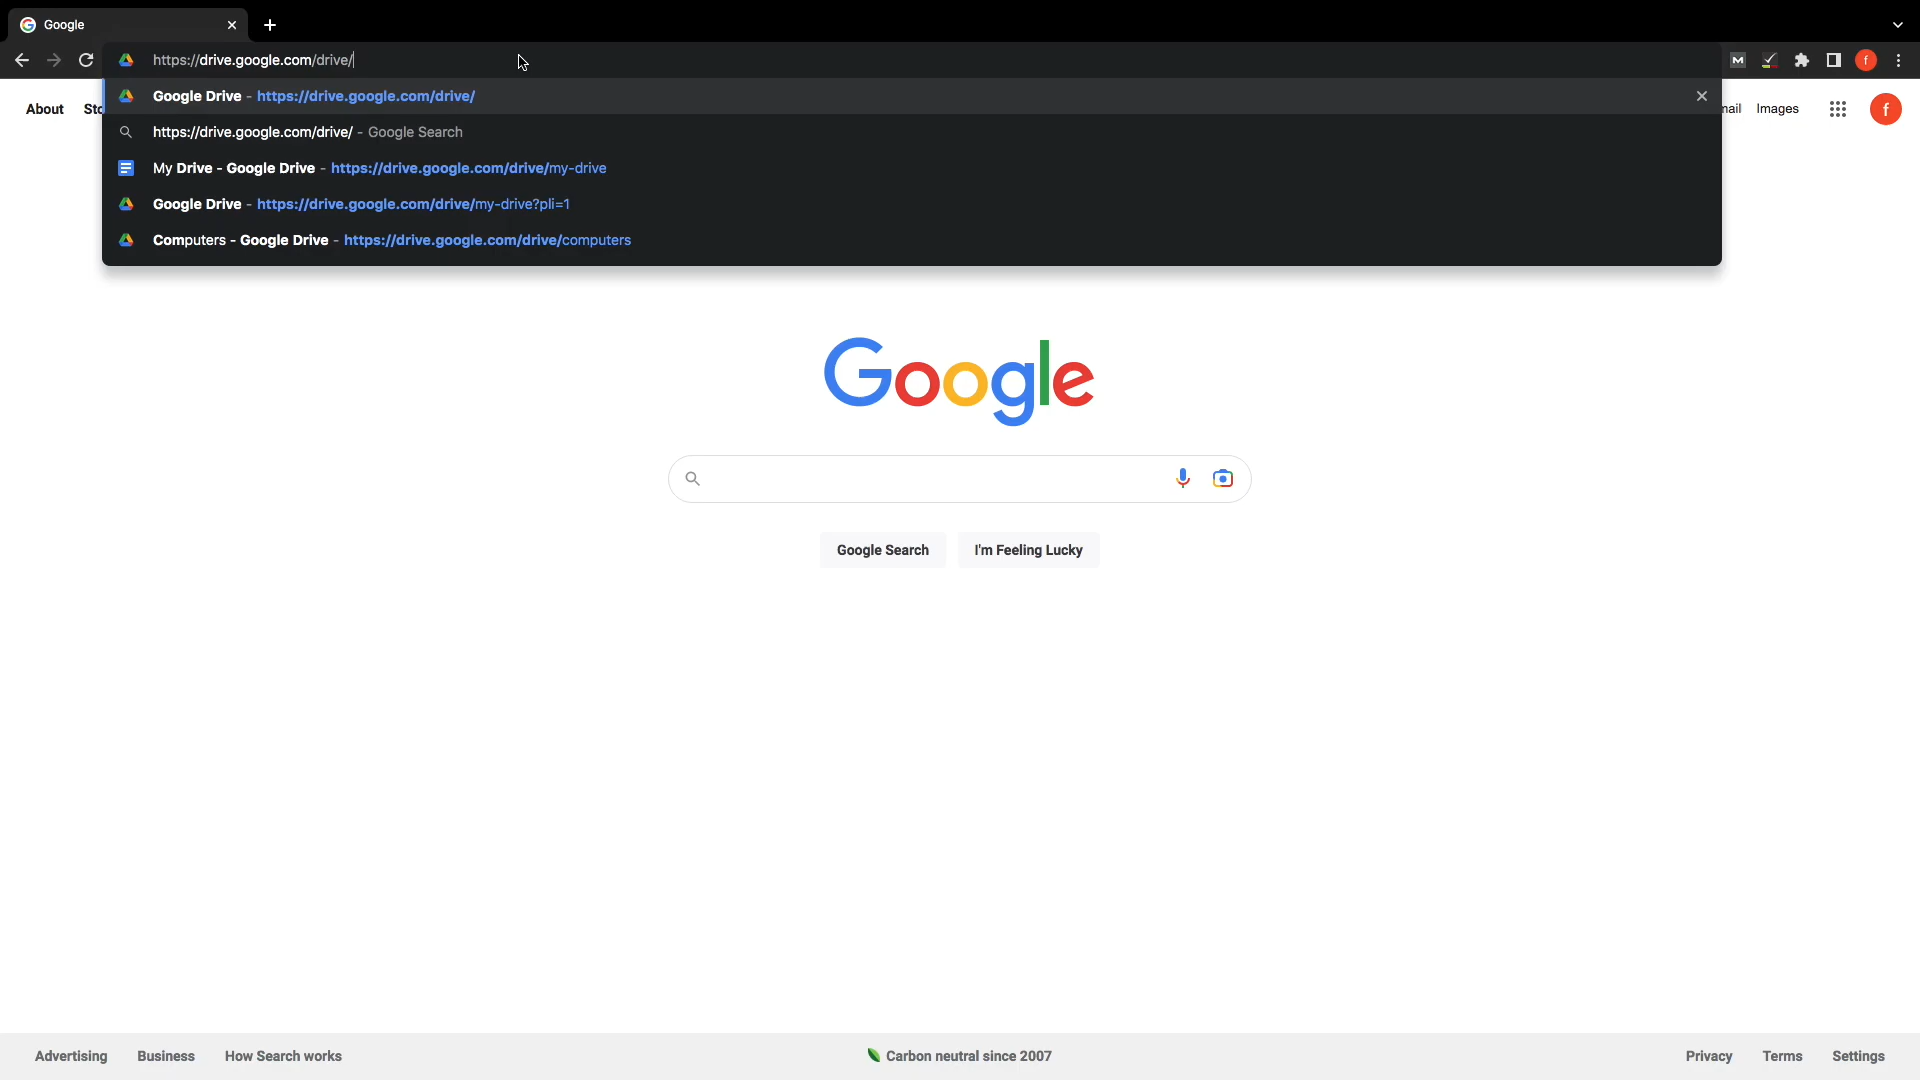 Google
https://drive.google.com/drive/
Google Drive - https://drive.google.com/drive/
https://drive.google.com/drive/ - Google Search
My Drive - Google Drive - https://drive.google.com/drive/my-drive
Google Drive - https://drive.google.com/drive/my-drive?pli=1
Computers - Google Drive - https://drive.google.com/drive/computers
M
f
About
Images
f
Google
Google Search
I'm Feeling Lucky
Advertising Business How Search works
Carbon neutral since 2007
Privacy Terms Settings